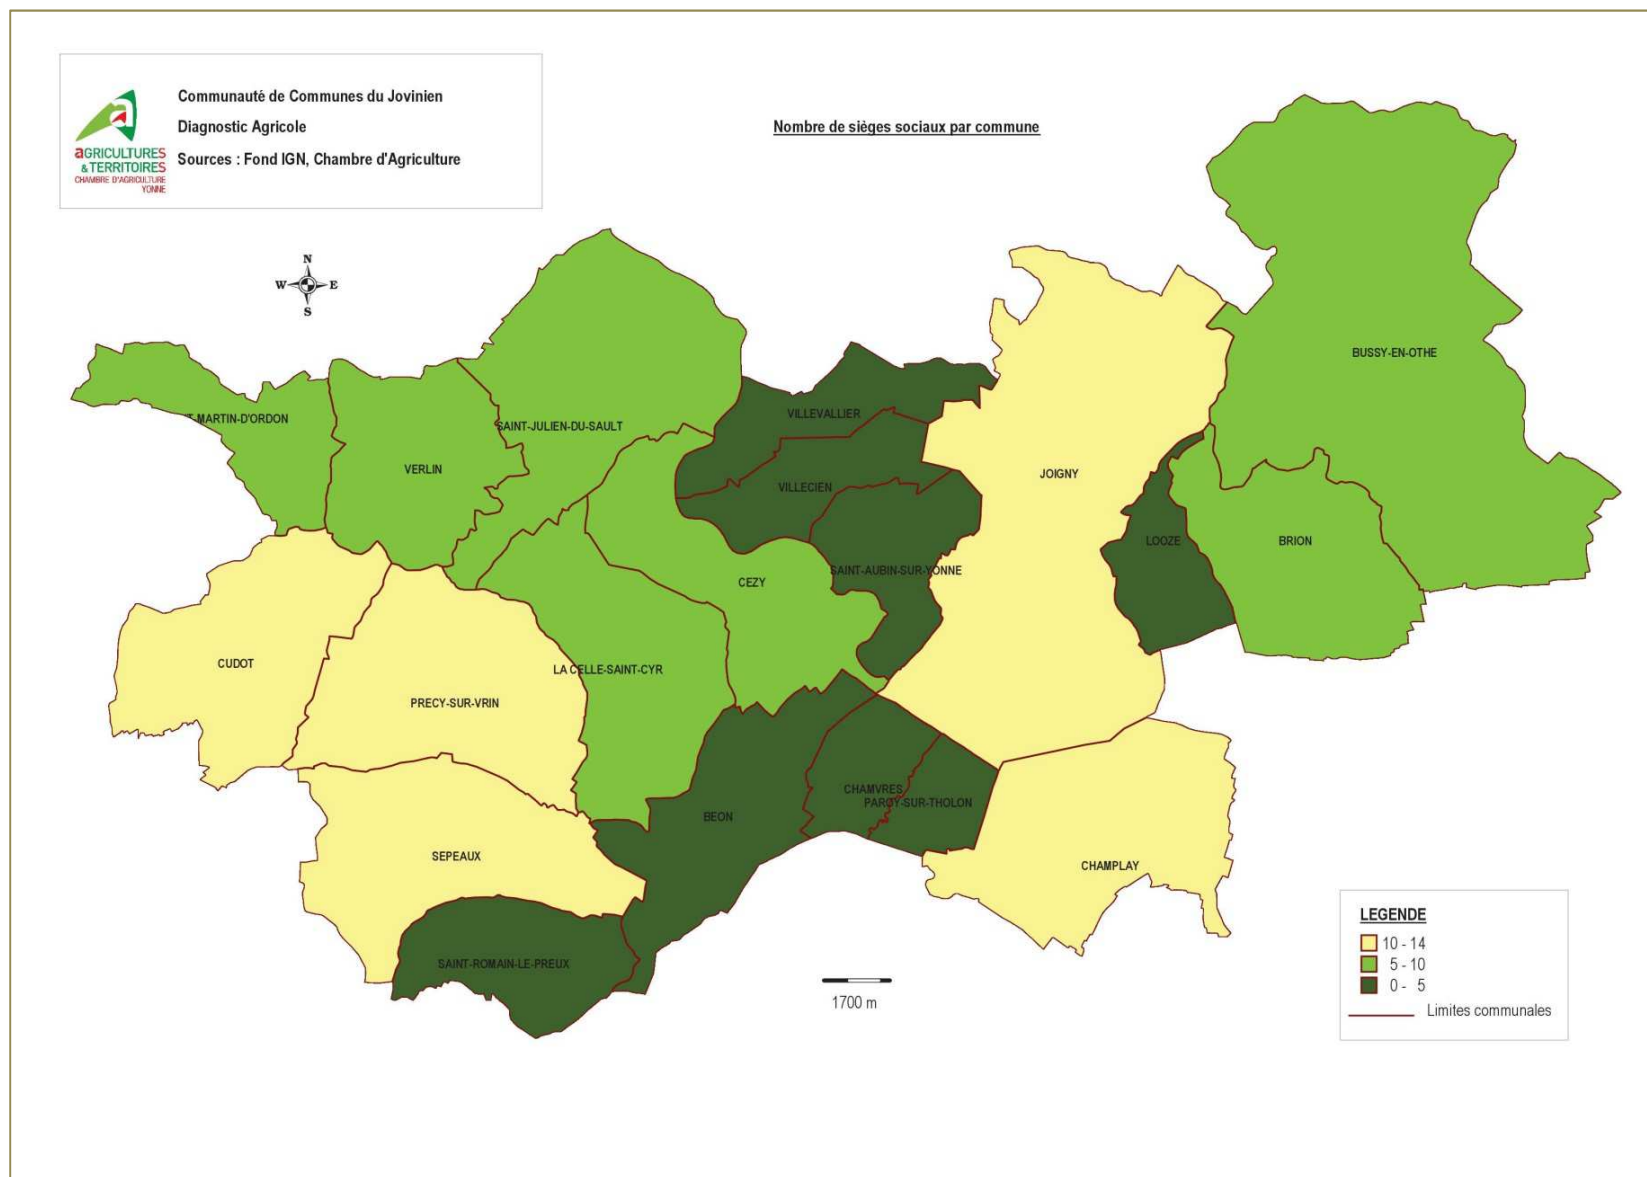 Communauté de Communes du Jovinien
Diagnostic Agricole
Sources : Fond IGN, Chambre d'Agriculture
a
aGRICULTURES
& TERRITOIRES
CHAMBRE D'AGRICULTURE
YONNE
Nombre de sièges sociaux par commune
N
W E
S
BUSSY-EN-OTHE
VILLEVALLIER
MARTIN-D'ORDON
SAINT-JULIEN-DU-SAULT
VERLIN
JOIGNY
VILLECIEN
LOOZE
BRION
SAINT-AUBIN-SUR-YONNE
CEZY
CUDOT
LA CELLE-SAINT-CYR
PRECY-SUR-VRIN
CHAMVRES
PAROY-SUR-THOLON
BEON
SEPEAUX
CHAMPLAY
SAINT-ROMAIN-LE-PREUX
1700 m
LEGENDE
10 - 14
5 - 10
0 - 5
Limites communales